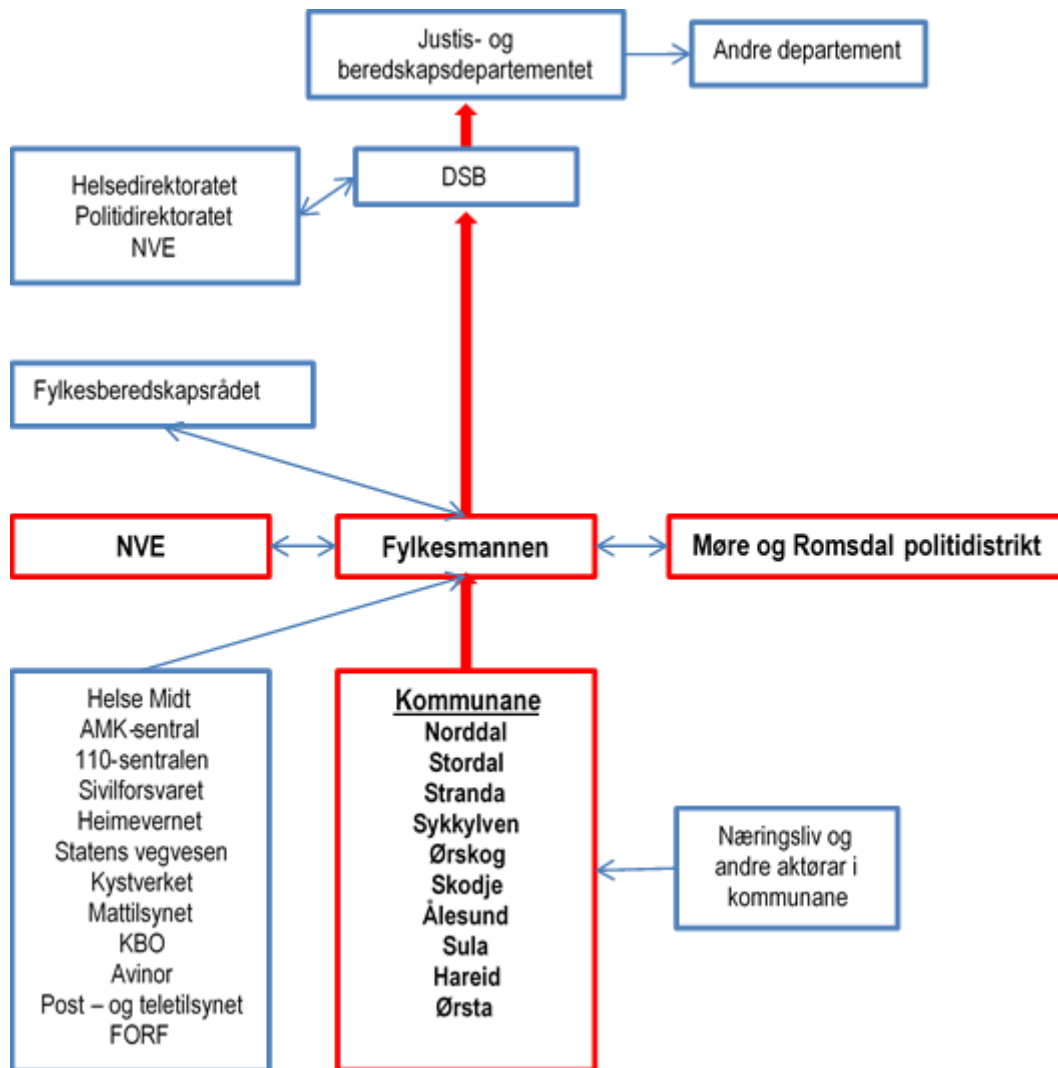 Justis- og
beredskapsdepartementet
Andre departement
DSB
Helsedirektoratet
Politidirektoratet
NVE
Fylkesberedskapsrådet
NVE
Fylkesmannen
Møre og Romsdal politidistrikt
Helse Midt
AMK-sentral
110-sentralen
Sivilforsvaret
Heimevernet
Statens vegvesen
Kystverket
Mattilsynet
KBO
Avinor
Post – og teletilsynet
FORF
Kommunane
Norddal
Stordal
Stranda
Sykkylven
Ørskog
Skodje
Ålesund
Sula
Hareid
Ørsta
Næringsliv og
andre aktørar i
kommunane